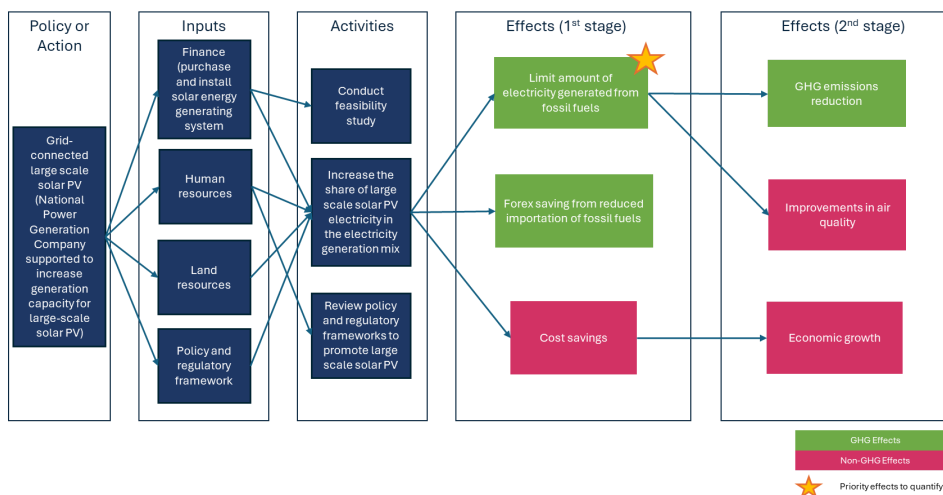 Policy or
Action
Inputs
Activities
Effects (1st stage)
Effects (2nd stage)
Grid-
connected
large scale
solar PV
(National
Power
Generation
Company
supported to
increase
generation
capacity for
large-scale
solar PV)
Finance
(purchase
and install
solar energy
generating
system
Human
resources
Land
resources
Policy and
regulatory
framework
Conduct
feasibility
study
Increase the
share of large
scale solar PV
electricity in
the electricity
generation mix
Review policy
and regulatory
frameworks to
promote large
scale solar PV
Limit amount of
electricity generated from
fossil fuels
Forex saving from reduced
importation of fossil fuels
Cost savings
GHG emissions
reduction
Improvements in air
quality
Economic growth
GHG Effects
Non-GHG Effects
Priority effects to quantify